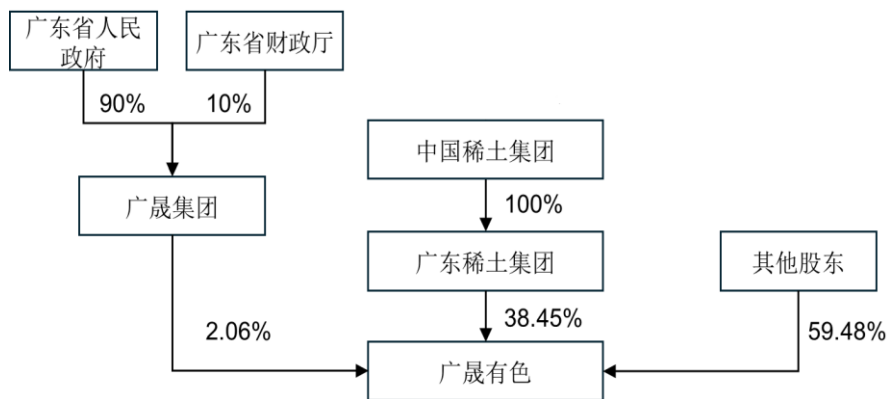 广东省人民
政府
广东省财政厅
90%
10%
中国稀土集团
广晟集团
100%
广东稀土集团
其他股东
2.06%
38.45%
59.48%
广晟有色